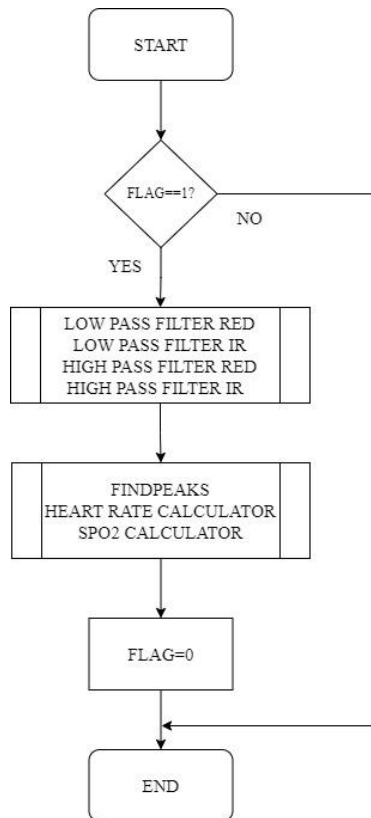 START
FLAG==1?
NO
YES
LOW PASS FILTER RED
LOW PASS FILTER IR
HIGH PASS FILTER RED
HIGH PASS FILTER IR
FINDPEAKS
HEART RATE CALCULATOR
SPO2 CALCULATOR
FLAG=0
END